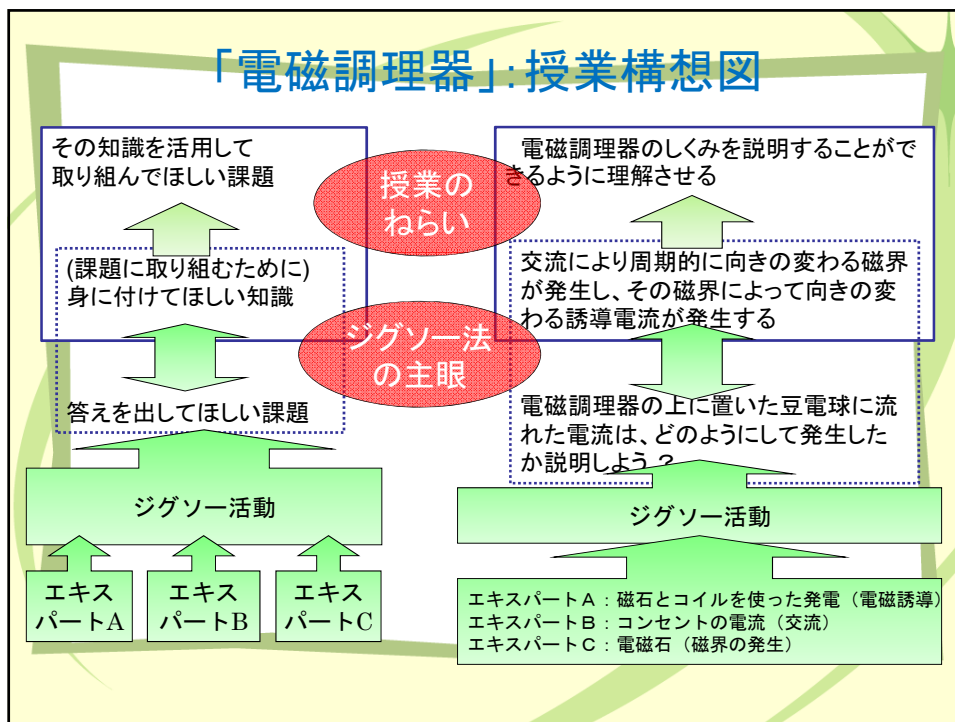 「電磁調理器」:授業構想図
その知識を活用して
取り組んでほしい課題
(課題に取り組むために)
身に付けてほしい知識
答えを出してほしい課題
ジグソー活動
エキス
パートA
エキス
パートB
エキス
パートC
授業の
ねらい
ジグソー法
の主眼
電磁調理器のしくみを説明することがで
きるように理解させる
交流により周期的に向きの変わる磁界
が発生し、その磁界によって向きの変
わる誘導電流が発生する
電磁調理器の上に置いた豆電球に流
れた電流は、どのようにして発生した
か説明しよう?
ジグソー活動
エキスパートA:磁石とコイルを使った発電(電磁誘導)
エキスパートB:コンセントの電流(交流)
エキスパートC:電磁石(磁界の発生)